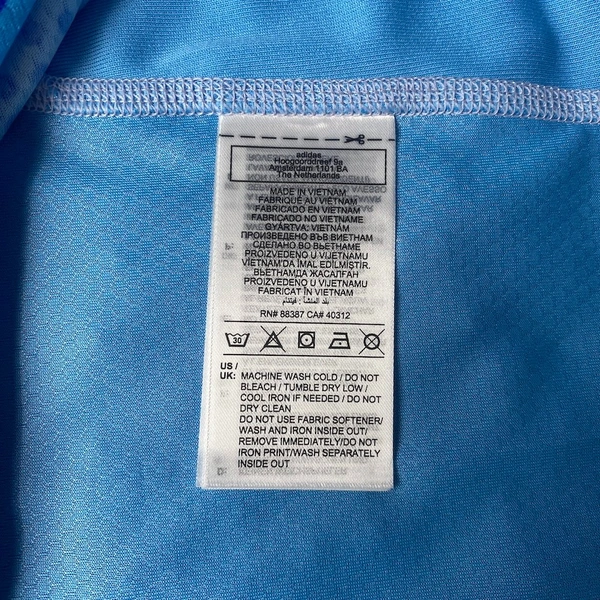 adidas
Hoogoorddreef 9a
Amsterdam 1101 BA
The Netherlands
MADE IN VIETNAM
FABRIQUÉ AU VIETNAM
FABRICADO EN VIETNAM
FABRICADO NO VIETNAME
GYÁRTVA: VIETNÁM
ПРОИЗВЕДЕНО ВЪВ ВИЕТНАМ
СДЕЛАНО ВО ВЬЕТНАМЕ
PROIZVEDENO U VIJETNAMU
VIETNAM'DA İMAL EDİLMİŞTİR.
ВЬЕТНАМДА ЖАСАЛҒАН
PROIZVEDENO U VIJETNAMU
FABRICAT ÎN VIETNAM
بلد المنشأ : فيتنام
RN# 88387 CA# 40312
30
US /
UK: MACHINE WASH COLD / DO NOT
BLEACH / TUMBLE DRY LOW /
COOL IRON IF NEEDED / DO NOT
DRY CLEAN
DO NOT USE FABRIC SOFTENER/
WASH AND IRON INSIDE OUT/
REMOVE IMMEDIATELY/DO NOT
IRON PRINT/WASH SEPARATELY
INSIDE OUT